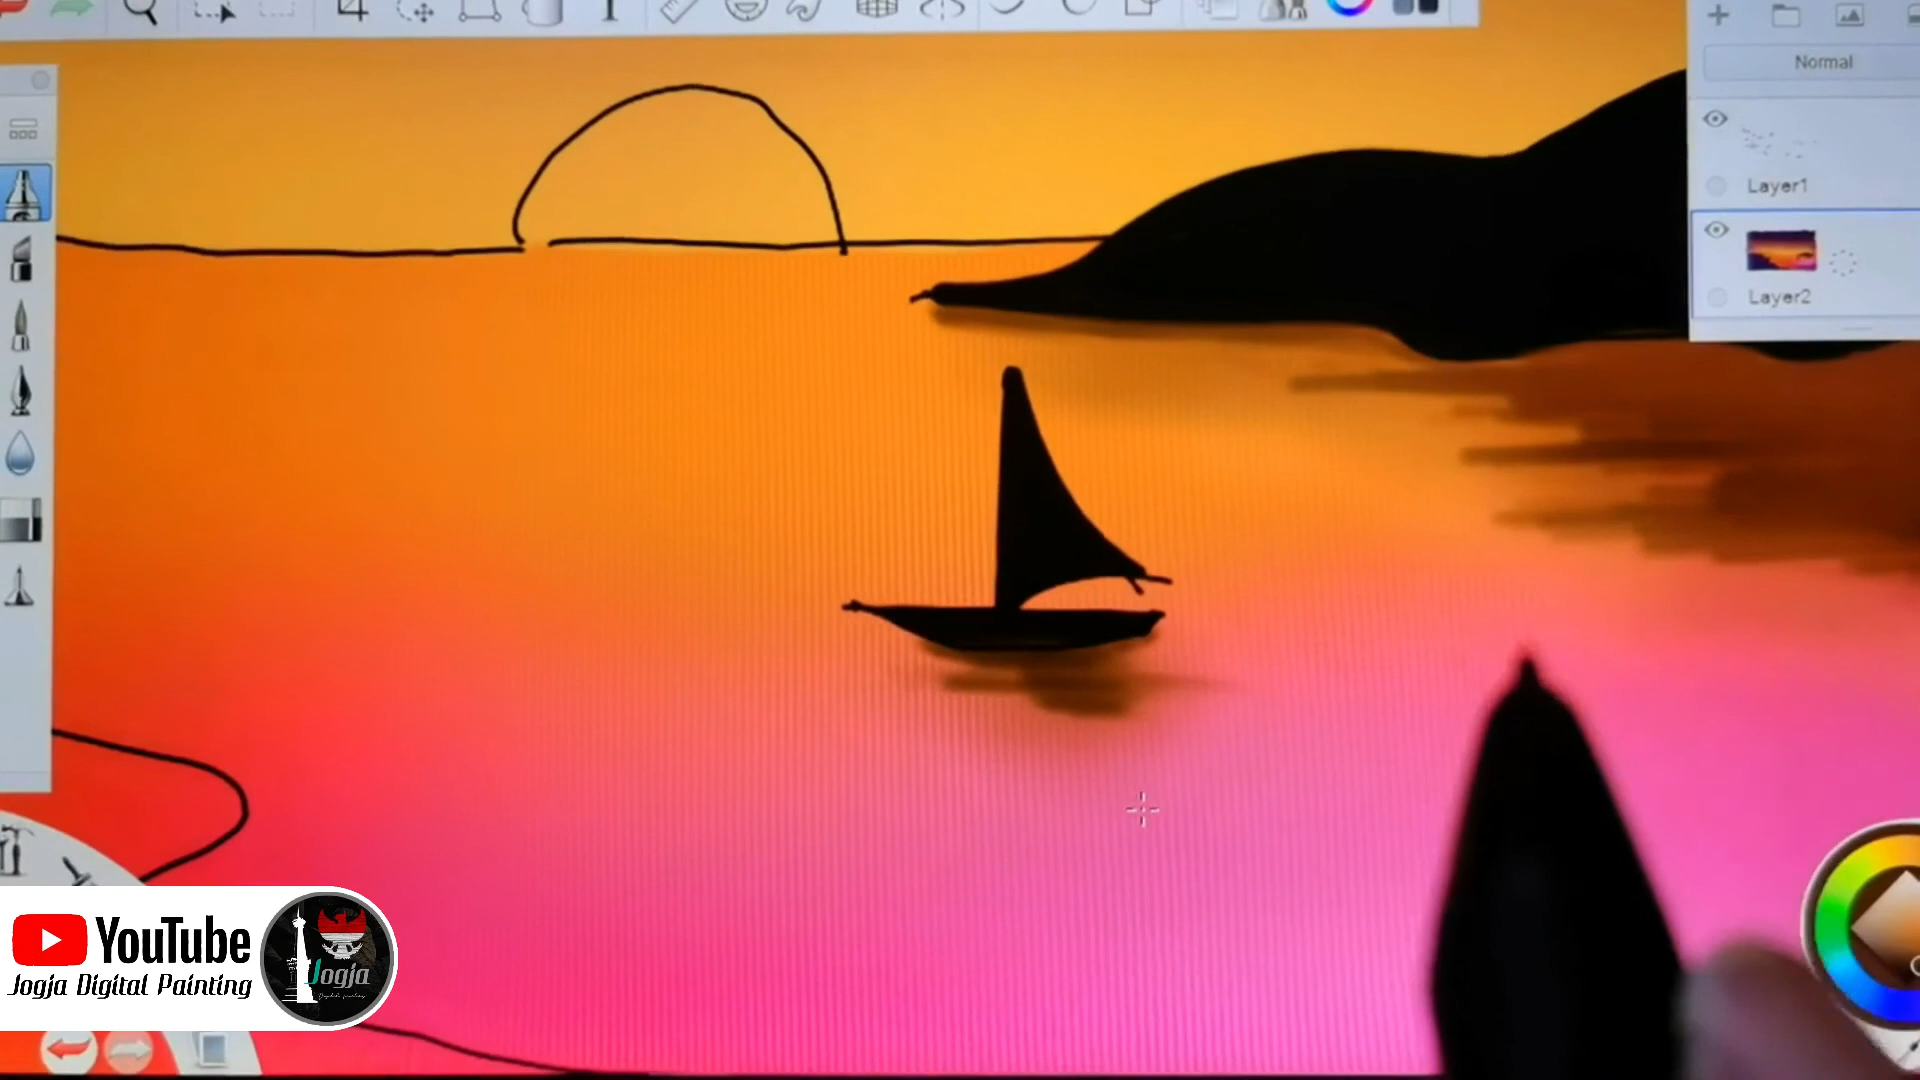 Normal
Layer1
Layer2
YouTube
Jogja Digital Painting
Jogja